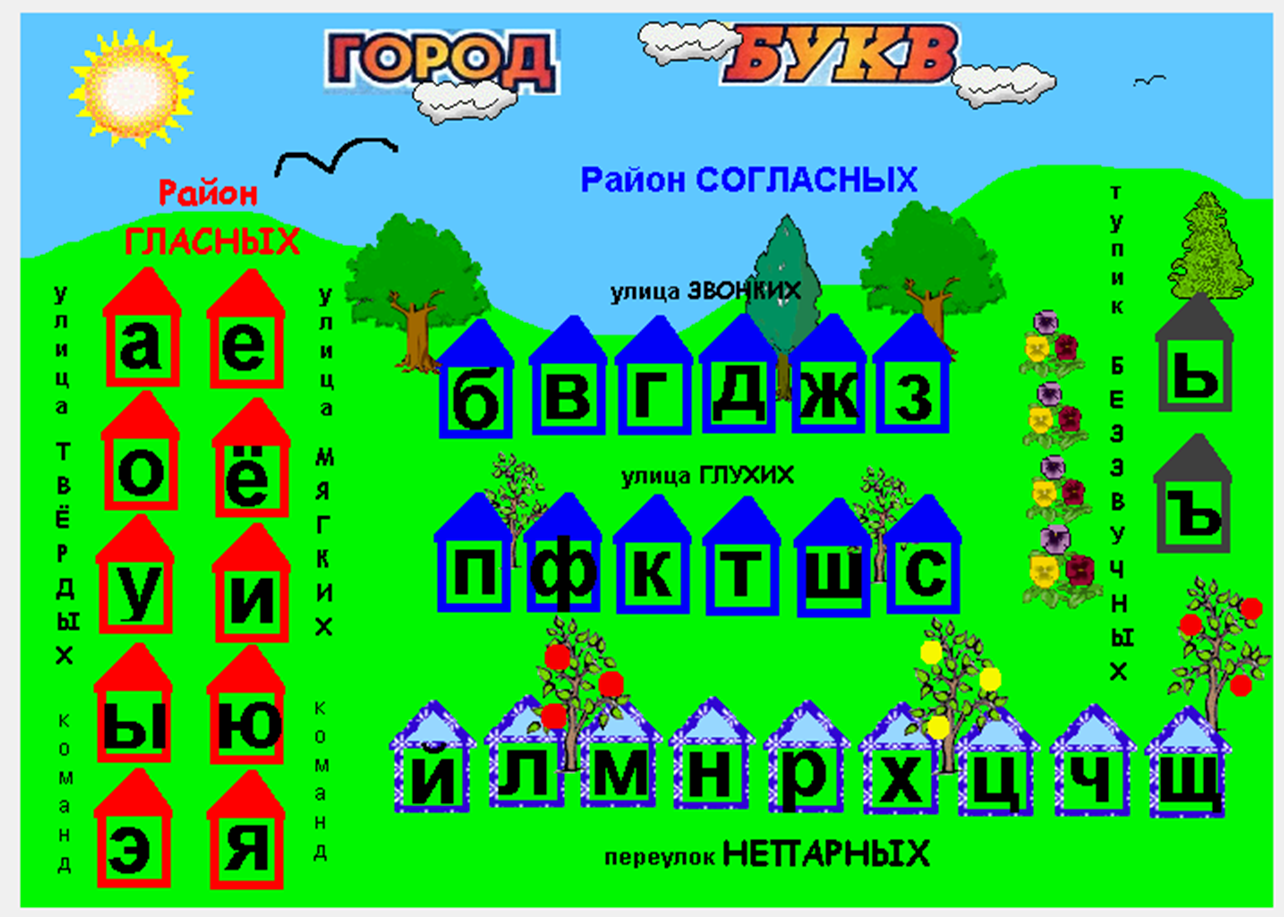 ГОРОД БУКВ
Район
ГЛАСНЫХ
Район СОГЛАСНЫХ
улица ТВЁРДЫХ команд
улица МЯГКИХ команд
а е
о ё
у и
ы ю
э я
улица ЗВОНКИХ
б в г д ж з
улица ГЛУХИХ
п ф к т ш с
й л м н р х ц ч щ
переулок НЕПАРНЫХ
тупик БЕЗЗВУЧНЫХ
ь
ъ